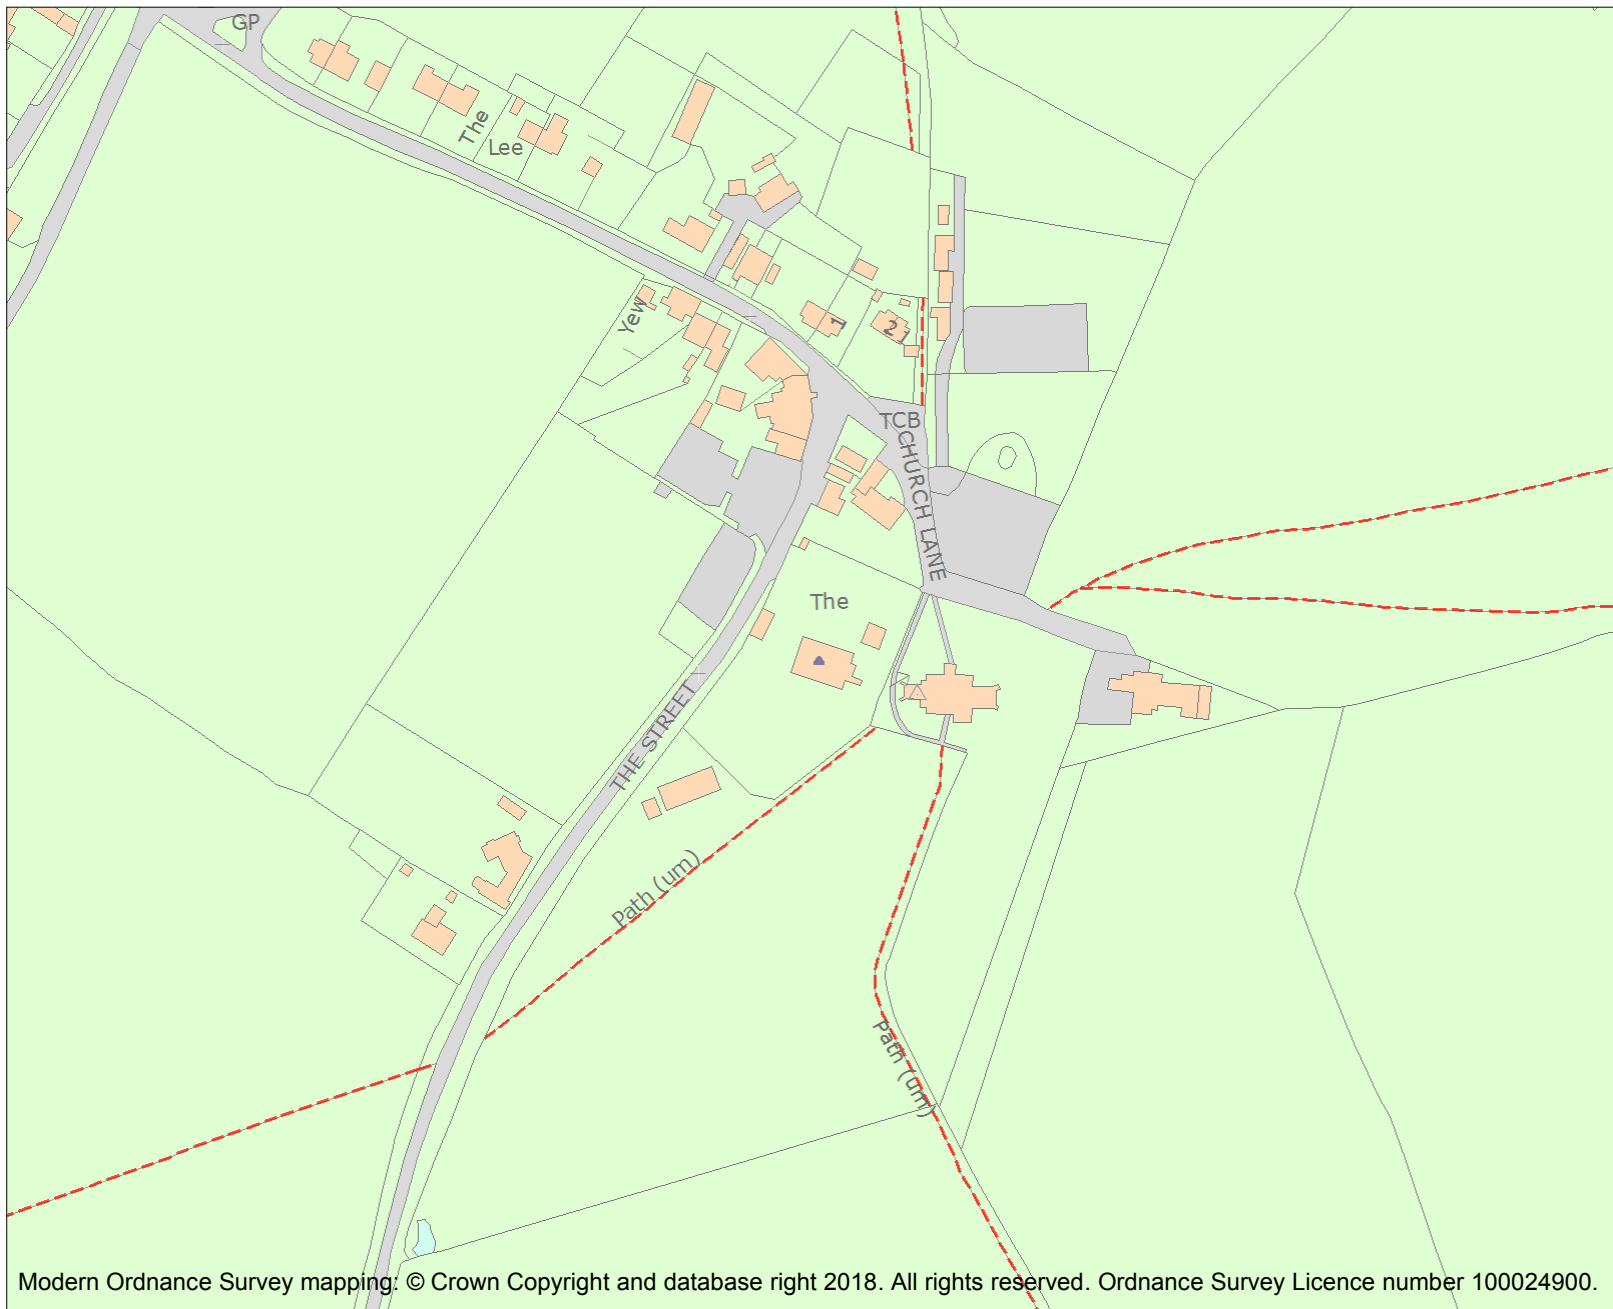 GP
The
Lee
Yew
1
2
TCB
CHURCH LANE
The
THE STREET
Path (um)
Path (um)
Modern Ordnance Survey mapping: © Crown Copyright and database right 2018. All rights reserved. Ordnance Survey Licence number 100024900.